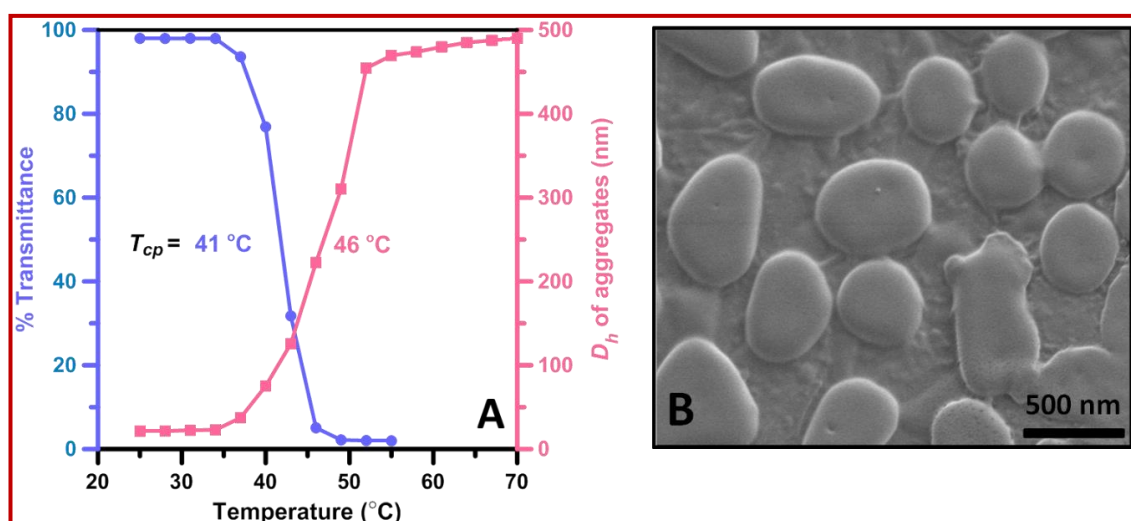 100
80
60
40
20
0
% Transmittance
T_cp = 41 °C
46 °C
A
500
400
300
200
100
0
D_h of aggregates (nm)
20 30 40 50 60 70
Temperature (°C)
B
500 nm